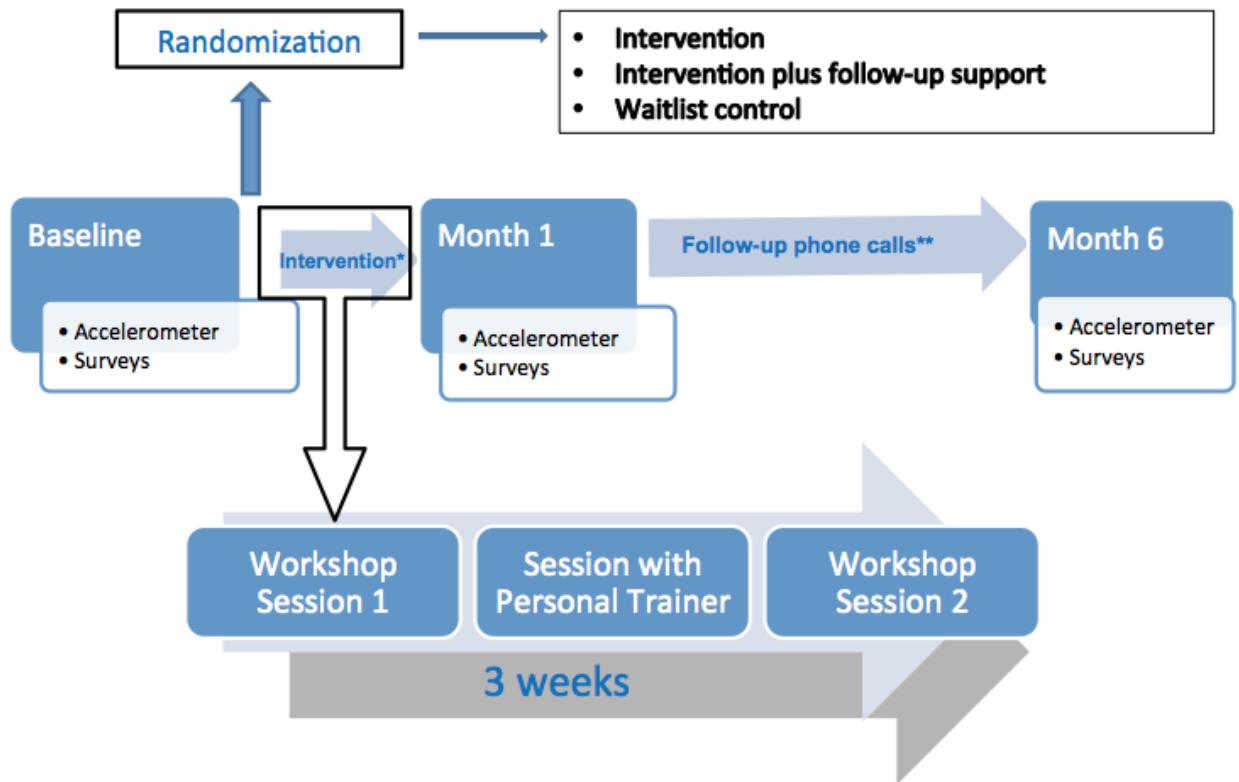 Randomization
• Intervention
• Intervention plus follow-up support
• Waitlist control
Baseline
• Accelerometer
• Surveys
Intervention*
Month 1
• Accelerometer
• Surveys
Follow-up phone calls**
Month 6
• Accelerometer
• Surveys
Workshop
Session 1
Session with
Personal Trainer
Workshop
Session 2
3 weeks